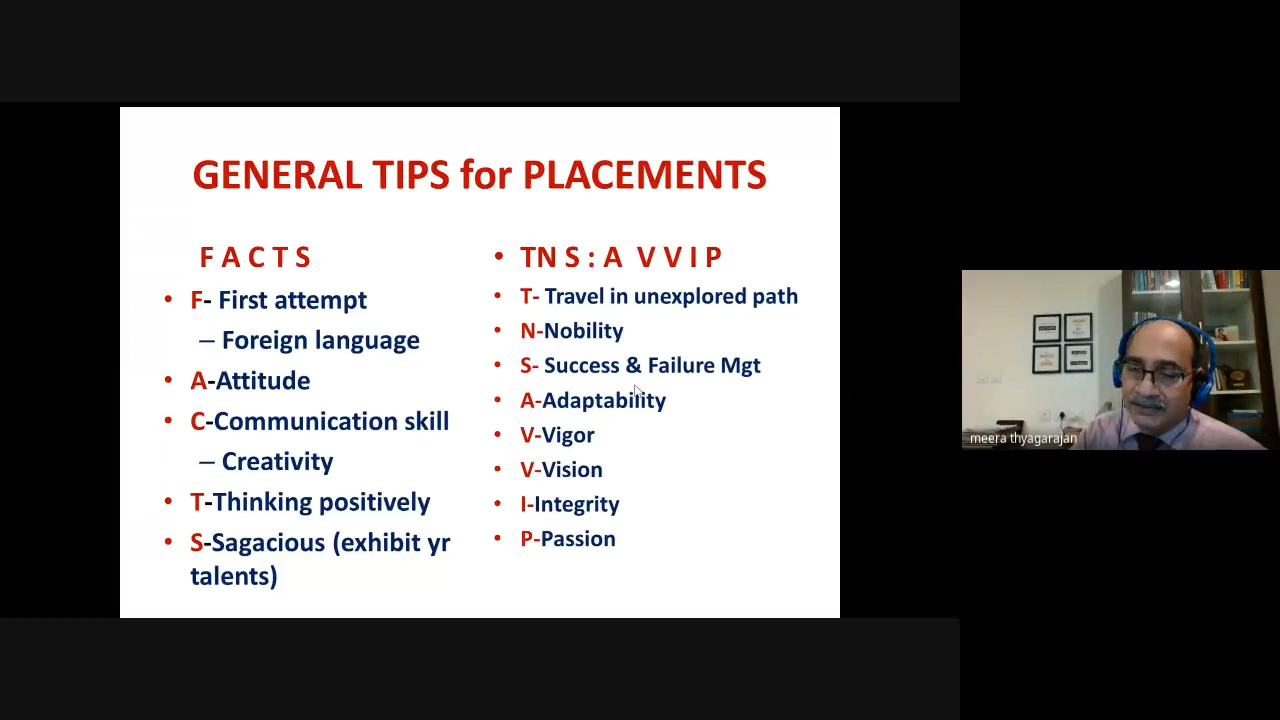 GENERAL TIPS for PLACEMENTS
F A C T S
• F- First attempt
– Foreign language
• A-Attitude
• C-Communication skill
– Creativity
• T-Thinking positively
• S-Sagacious (exhibit yr
talents)
• TN S : A V V I P
• T- Travel in unexplored path
• N-Nobility
• S- Success & Failure Mgt
• A-Adaptability
• V-Vigor
• V-Vision
• I-Integrity
• P-Passion
meera thyagarajan